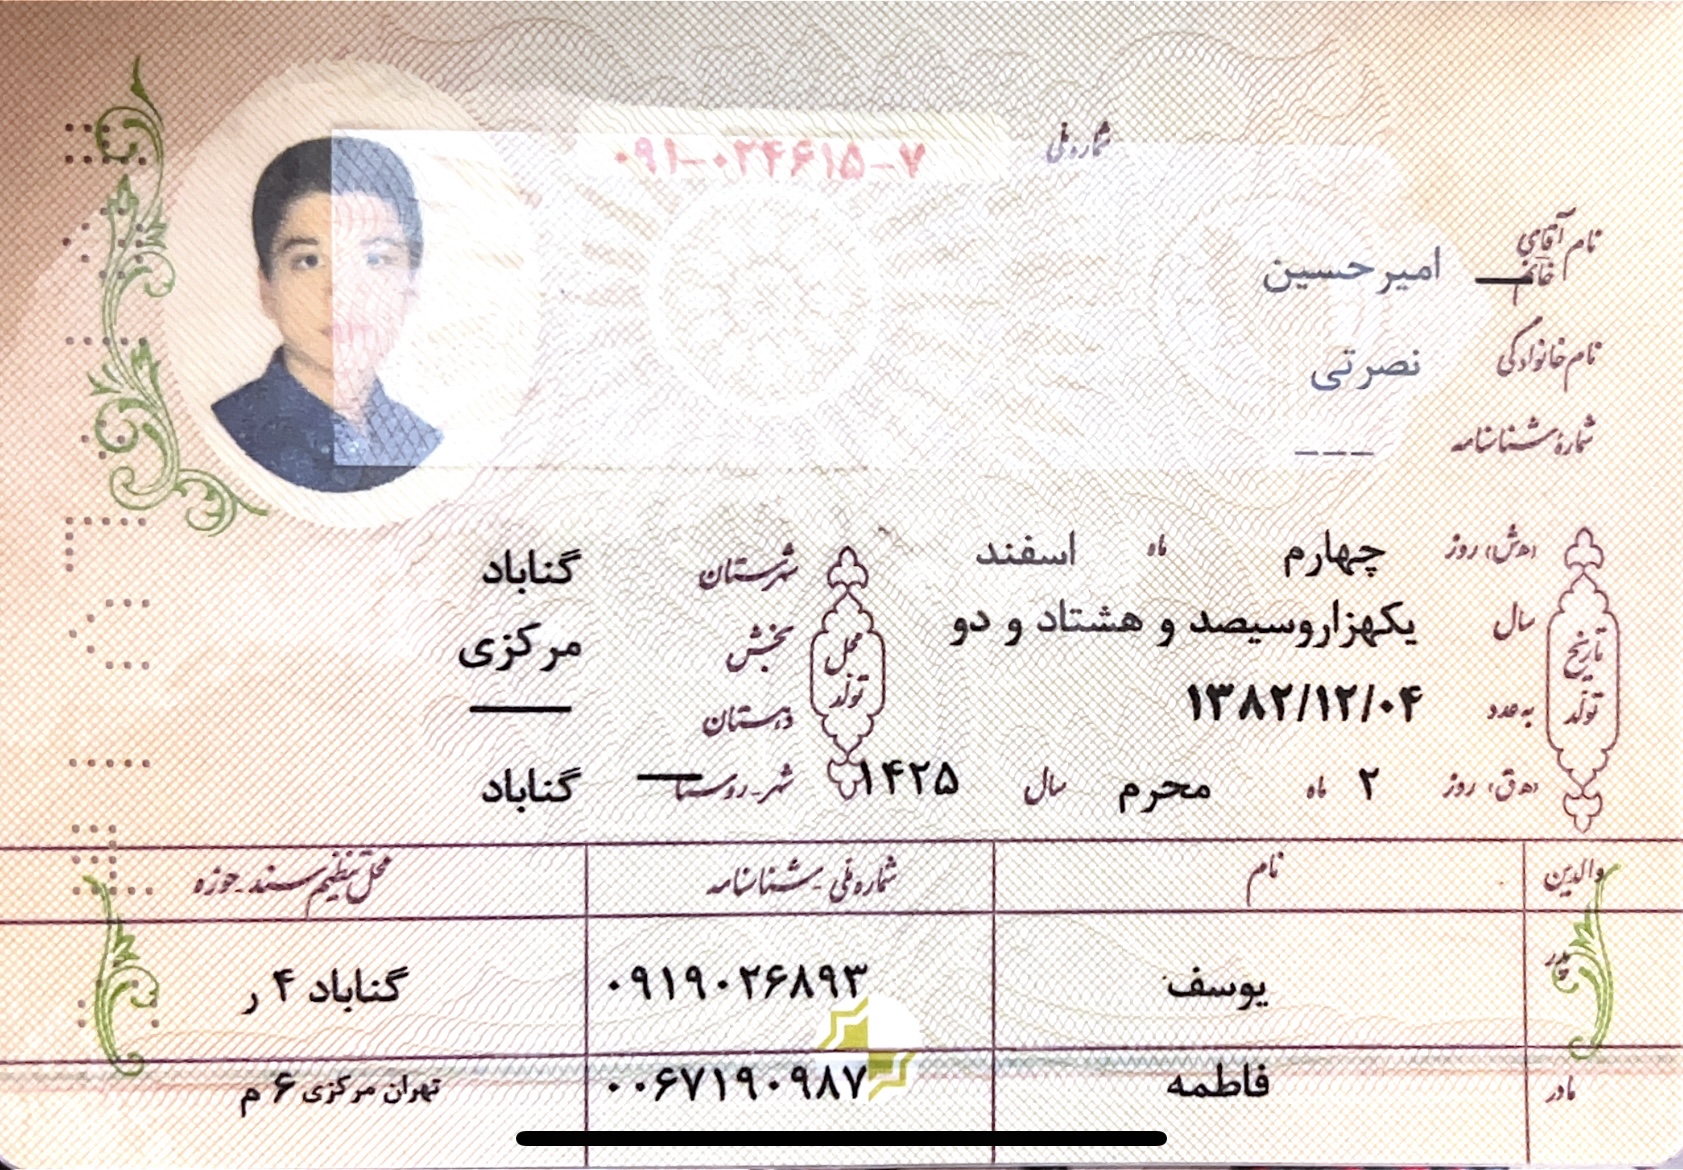 شماره ملی ۰۹۱-۰۲۴۶۱۵-۷
نام آقای خانم امیرحسین
نام خانوادگی نصرتی
شمارهٔ شناسنامه ---
تاریخ تولد
(ه‍.ش) روز چهارم ماه اسفند
سال یکهزاروسیصد و هشتاد و دو
به عدد ۱۳۸۲/۱۲/۰۴
(ه‍.ق) روز ۲ ماه محرم سال ۱۴۲۵
محل تولد
شهرستان گناباد
بخش مرکزی
دهستان
شهر-روستا گناباد
والدین نام شماره ملی-شناسنامه محل تنظیم سند-حوزه
پدر یوسف ۰۹۱۹۰۲۶۸۹۳ گناباد ۴ ر
مادر فاطمه ۰۰۶۷۱۹۰۹۸۷ تهران مرکزی ۶ م